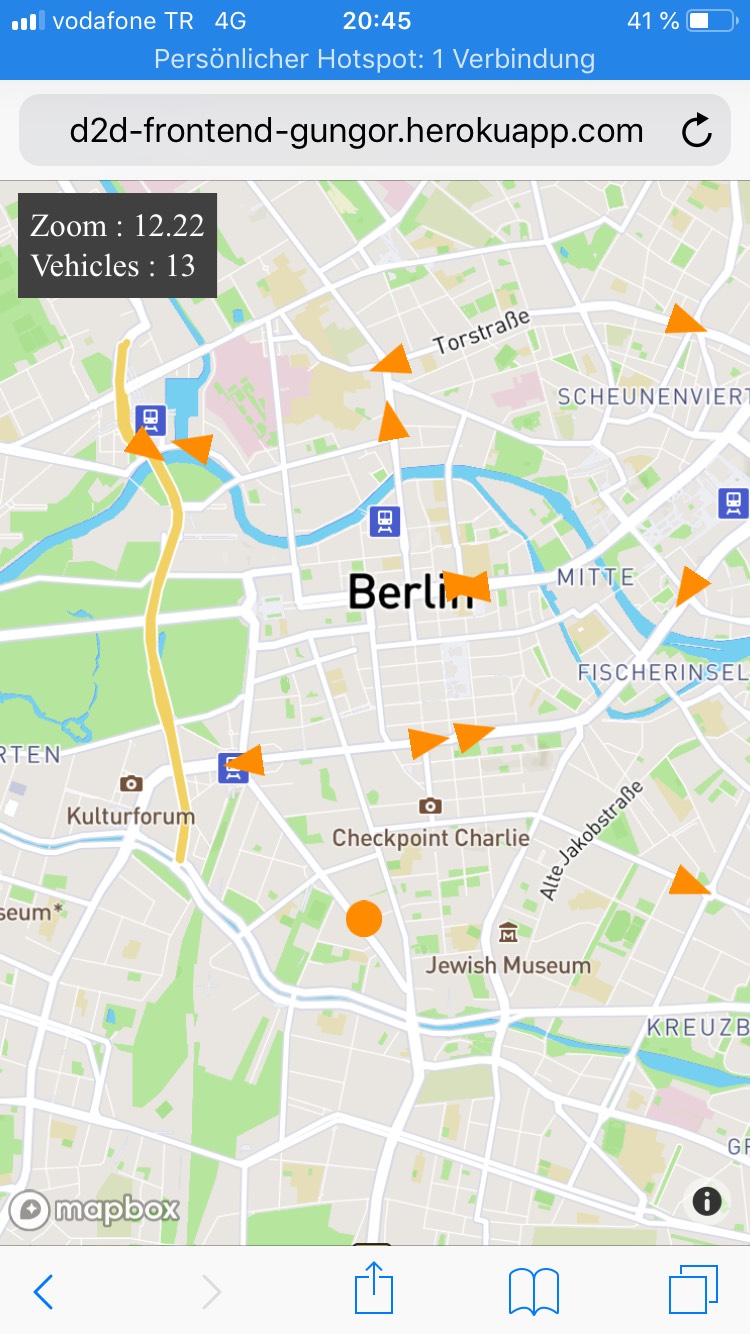 vodafone TR 4G 20:45 41 %
Persönlicher Hotspot: 1 Verbindung
d2d-frontend-gungor.herokuapp.com
Zoom : 12.22
Vehicles : 13
Torstraße
SCHEUNENVIERT
Berlin
MITTE
FISCHERINSEL
RTEN
Kulturforum
Checkpoint Charlie
Alte Jakobstraße
seum*
Jewish Museum
KREUZB
GR
mapbox